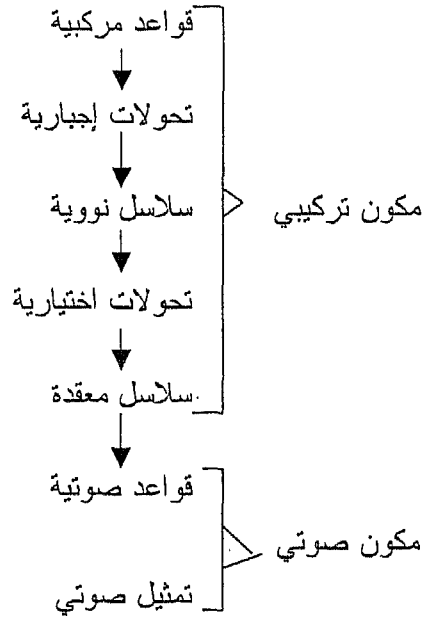 قواعد مركبية
تحولات إجبارية
سلاسل نووية
مكون تركيبي
تحولات اختيارية
سلاسل معقدة
قواعد صوتية
مكون صوتي
تمثيل صوتي